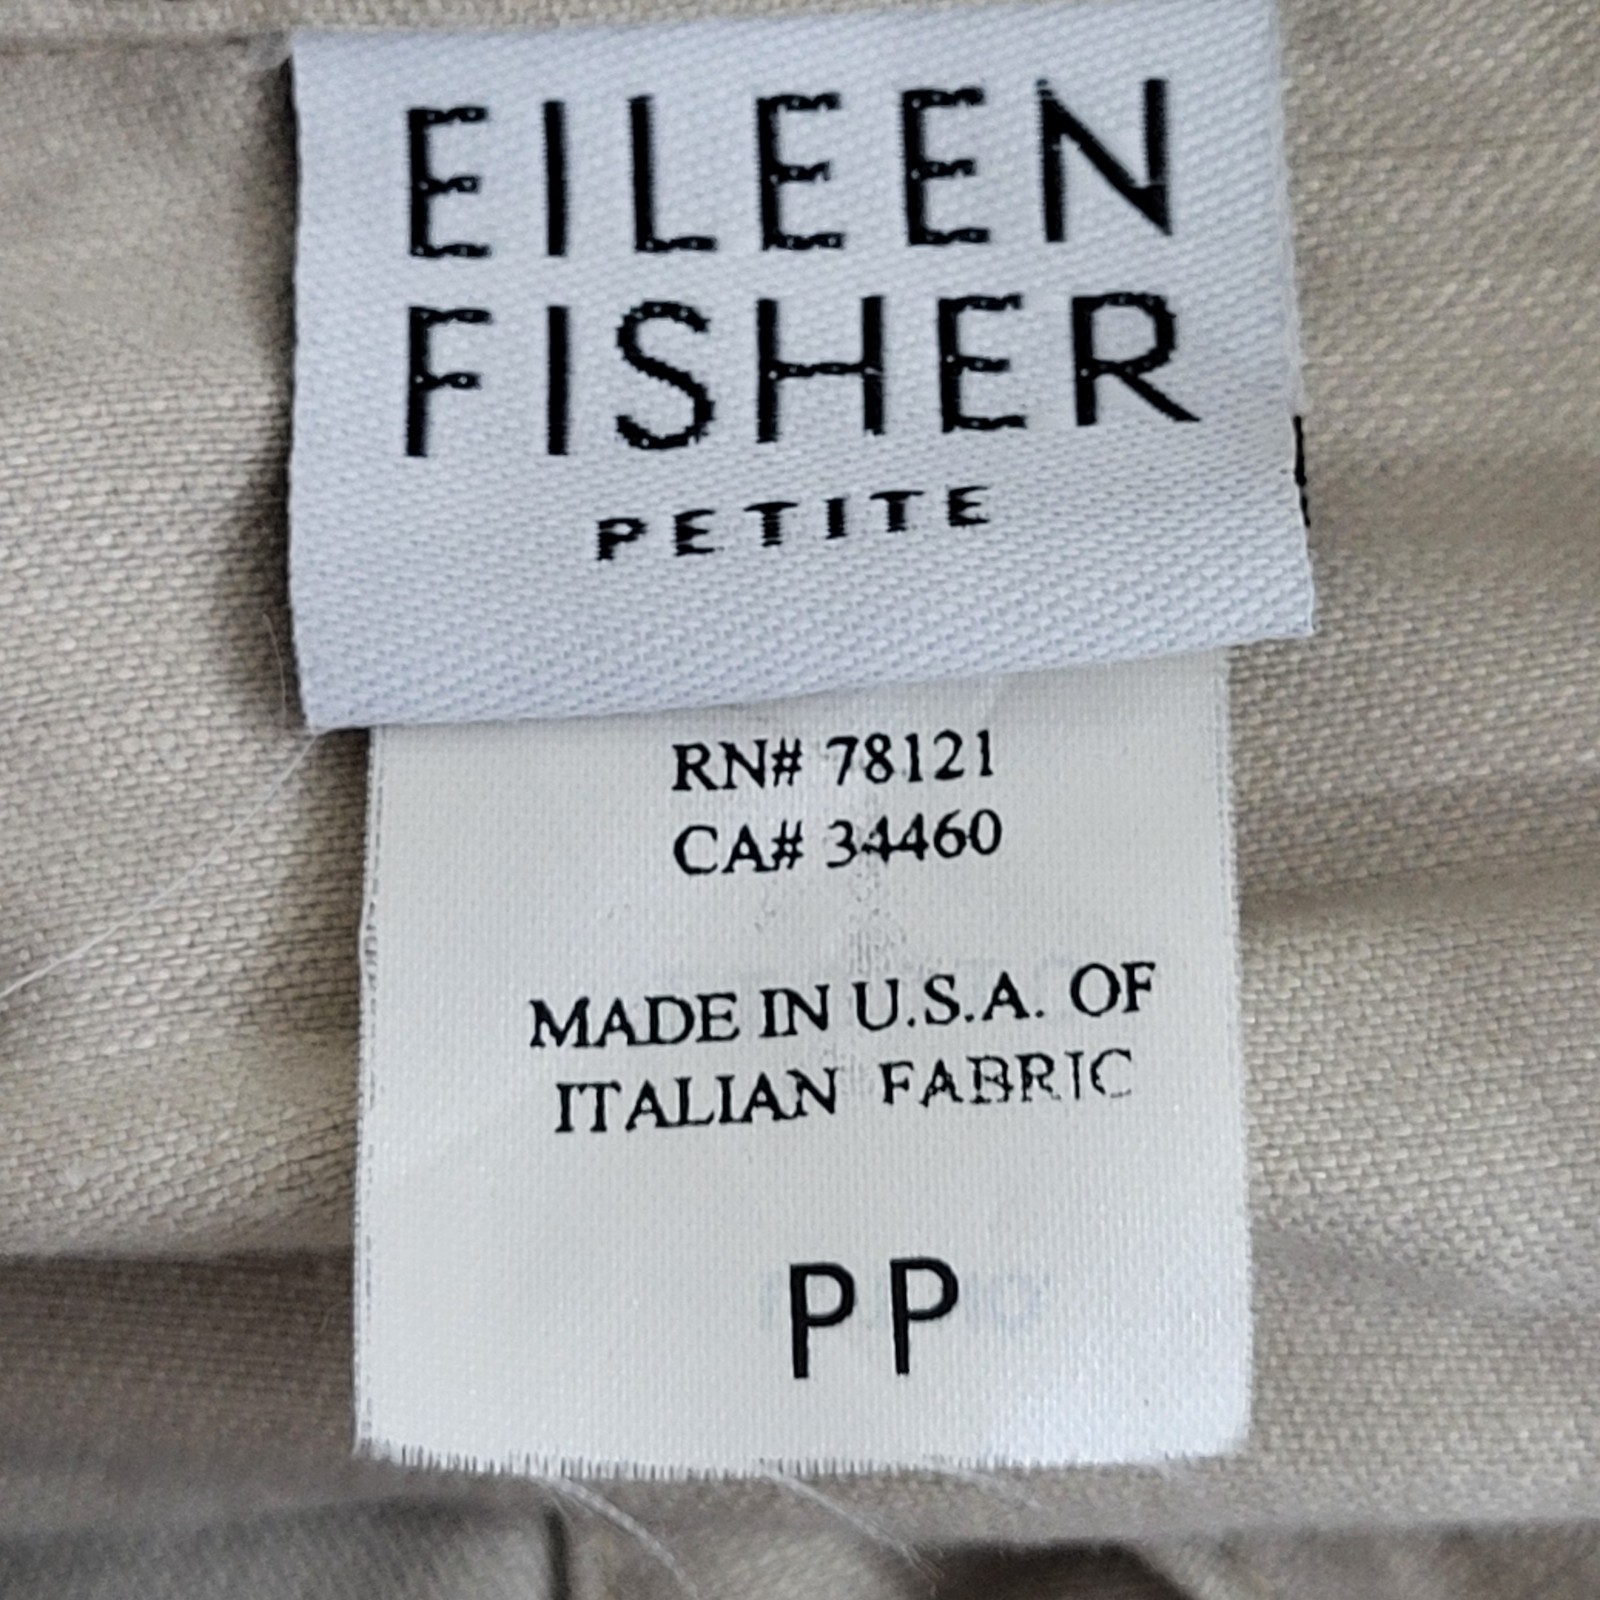 EILEEN
FISHER
PETITE
RN# 78121
CA# 34460
MADE IN U.S.A. OF
ITALIAN FABRIC
PP